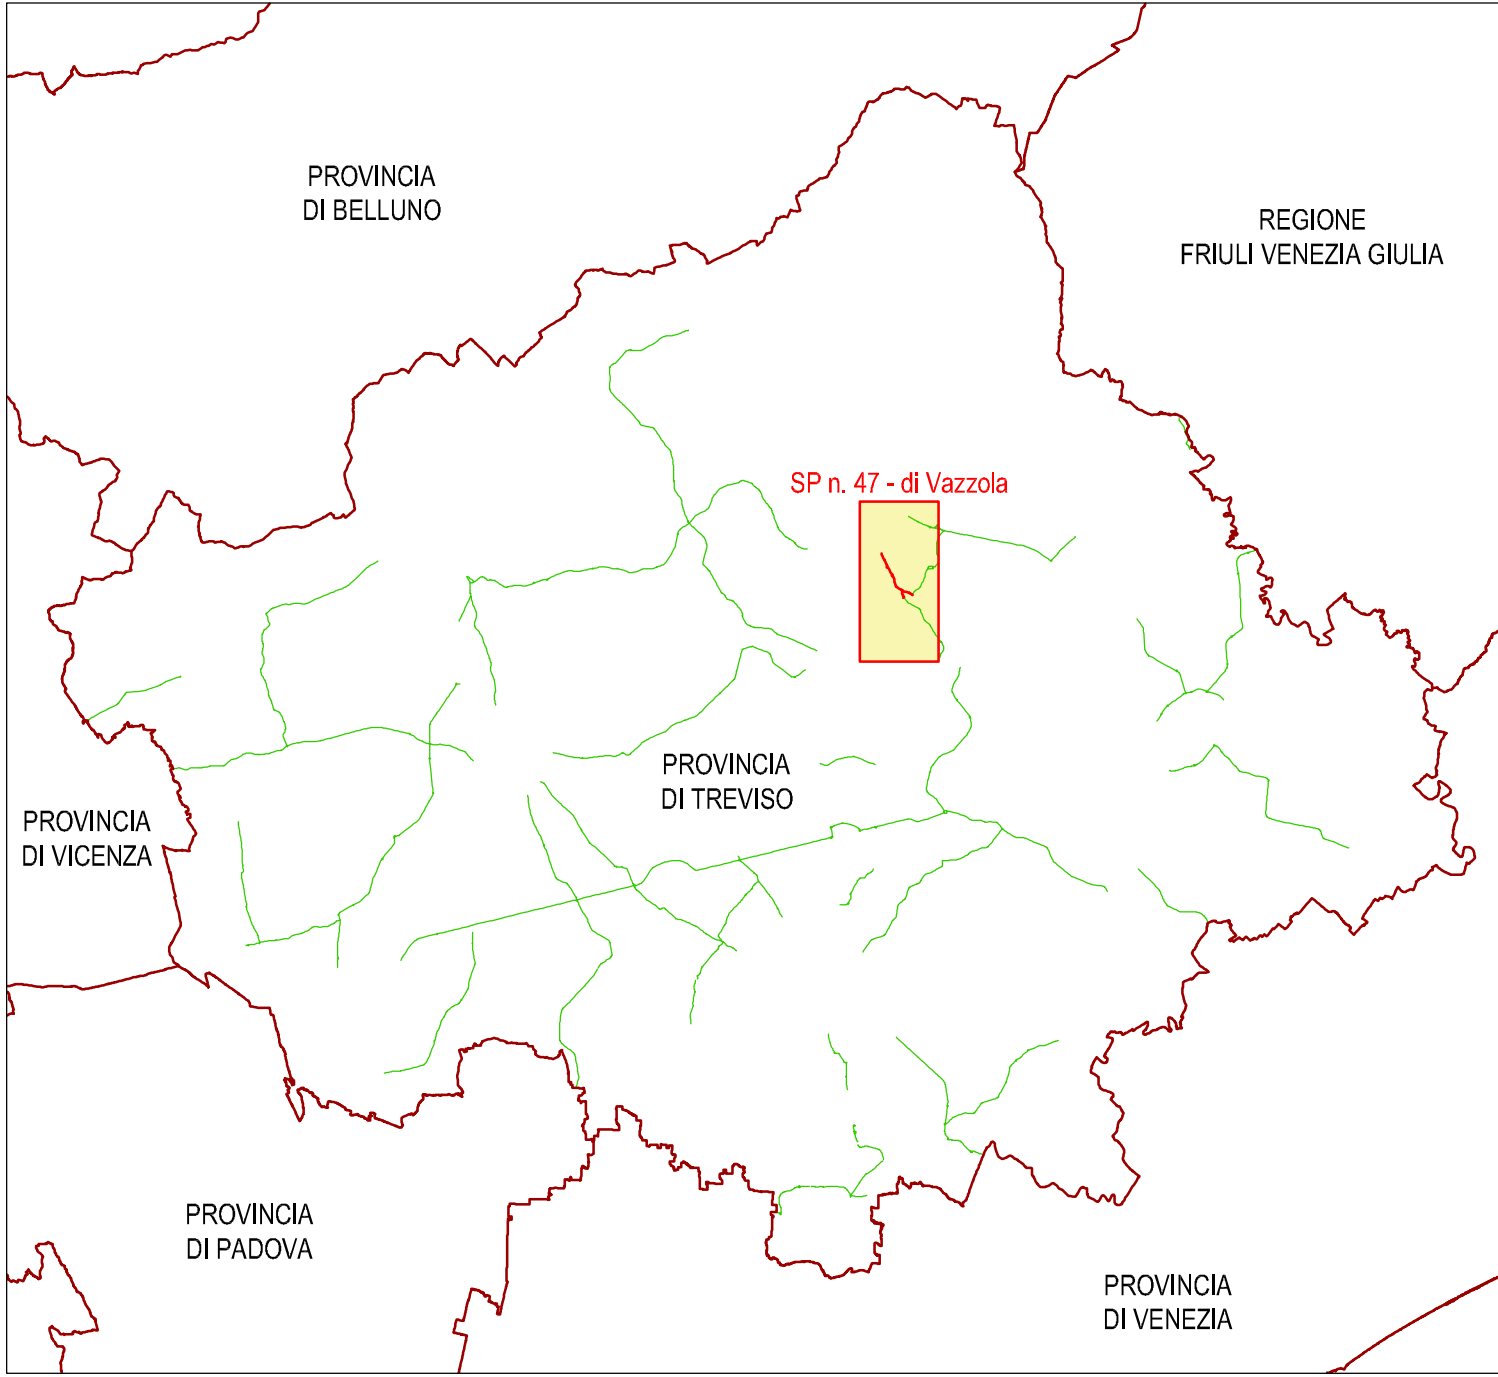 PROVINCIA
DI BELLUNO
REGIONE
FRIULI VENEZIA GIULIA
SP n. 47 - di Vazzola
PROVINCIA
DI TREVISO
PROVINCIA
DI VICENZA
PROVINCIA
DI PADOVA
PROVINCIA
DI VENEZIA